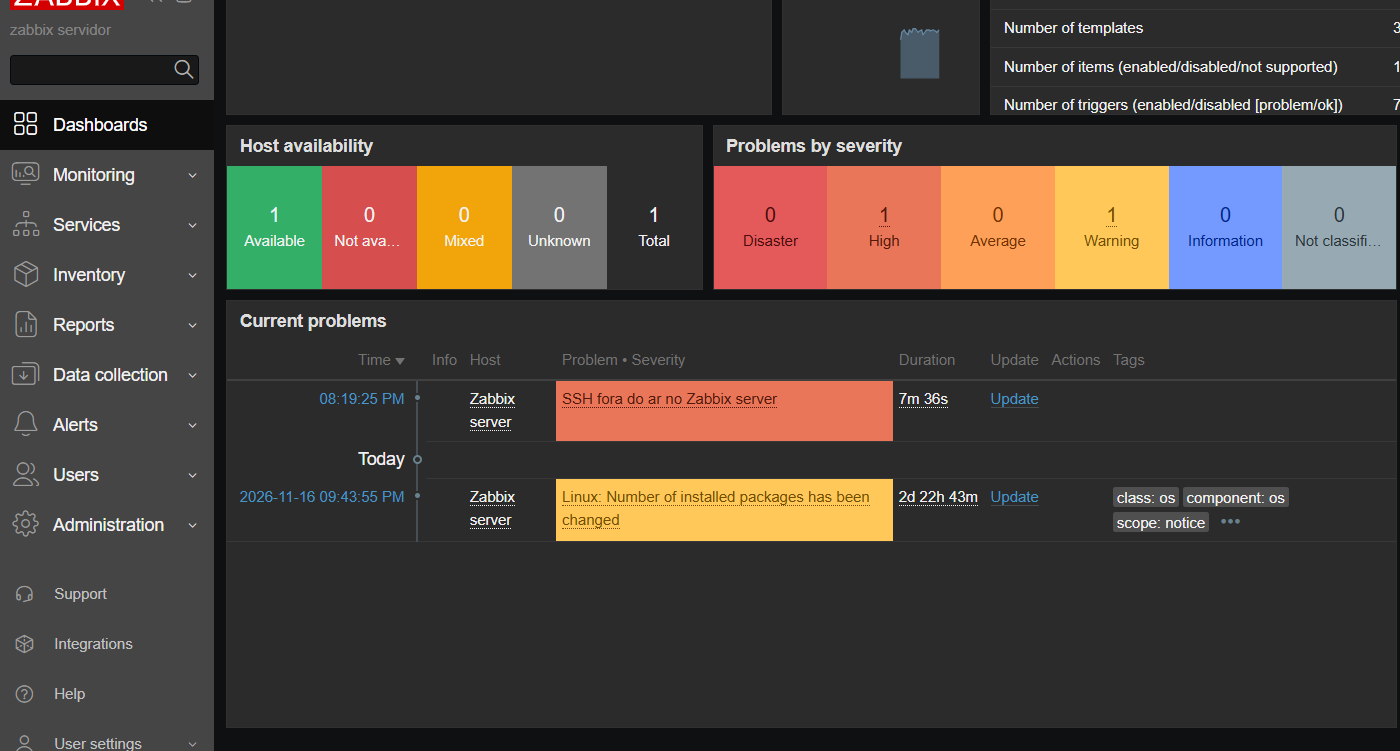 ZABBIX
zabbix servidor
Dashboards
Monitoring
Services
Inventory
Reports
Data collection
Alerts
Users
Administration
Support
Integrations
Help
User settings
Number of templates 3
Number of items (enabled/disabled/not supported) 1
Number of triggers (enabled/disabled [problem/ok]) 7
Host availability
1 0 0 0 1
Available Not ava... Mixed Unknown Total
Problems by severity
0 1 0 1 0 0
Disaster High Average Warning Information Not classifi...
Current problems
Time Info Host Problem • Severity Duration Update Actions Tags
08:19:25 PM Zabbix server SSH fora do ar no Zabbix server 7m 36s Update
Today
2026-11-16 09:43:55 PM Zabbix server Linux: Number of installed packages has been changed 2d 22h 43m Update class: os component: os
scope: notice •••